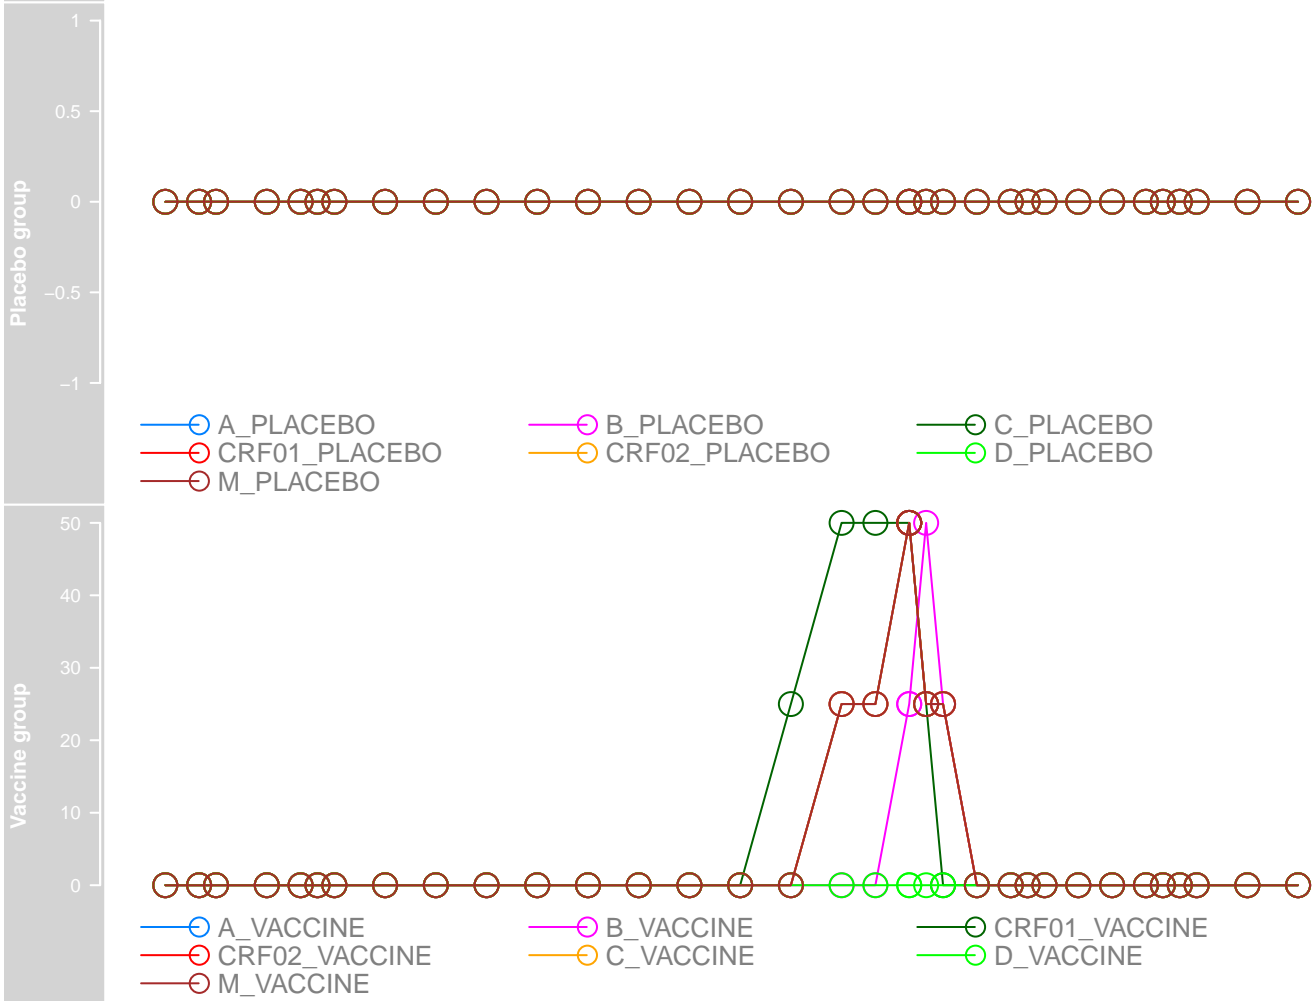 Placebo group
1
0.5
0
−0.5
−1
A_PLACEBO B_PLACEBO C_PLACEBO
CRF01_PLACEBO CRF02_PLACEBO D_PLACEBO
M_PLACEBO
Vaccine group
50
40
30
20
10
0
A_VACCINE B_VACCINE CRF01_VACCINE
CRF02_VACCINE C_VACCINE D_VACCINE
M_VACCINE